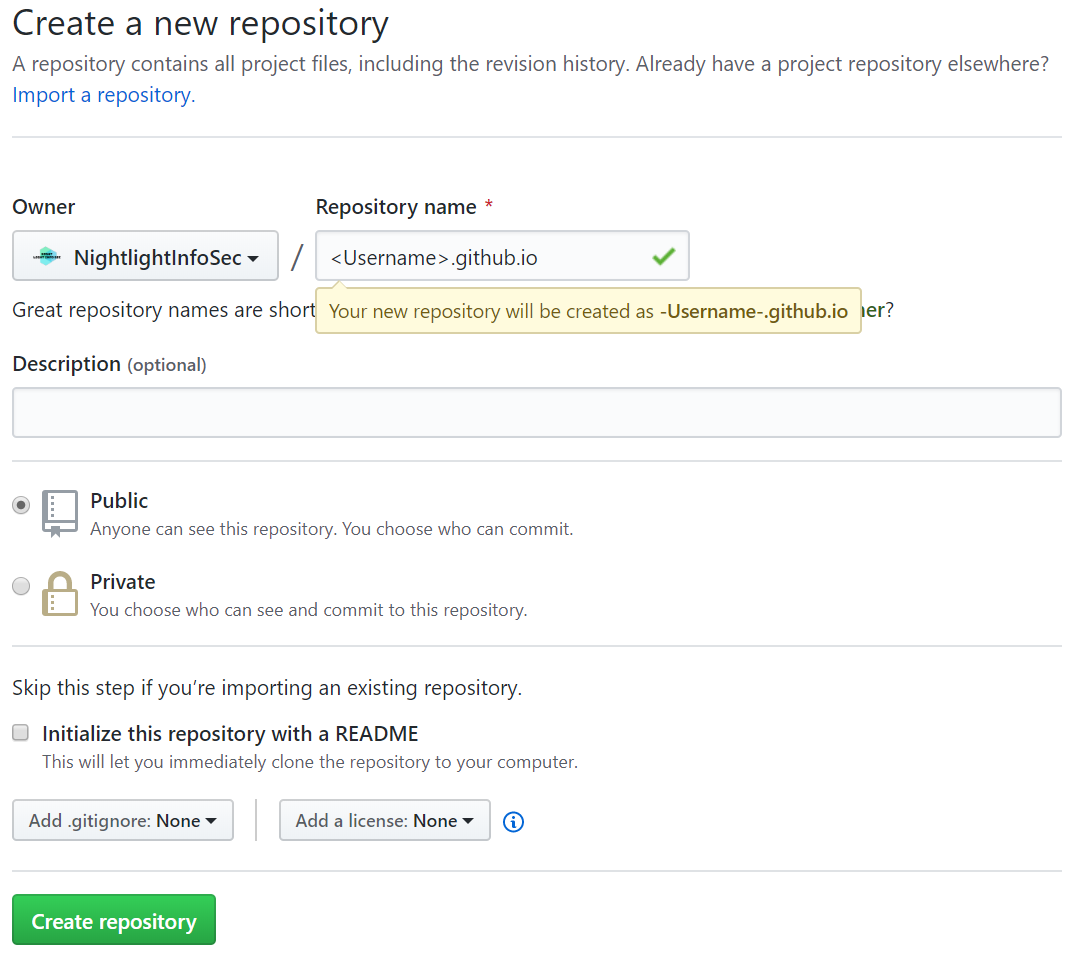 Create a new repository
A repository contains all project files, including the revision history. Already have a project repository elsewhere?
Import a repository.
Owner
Repository name *
NightlightInfoSec
/
<Username>.github.io
Great repository names are short
Your new repository will be created as -Username-.github.io
er?
Description (optional)
Public
Anyone can see this repository. You choose who can commit.
Private
You choose who can see and commit to this repository.
Skip this step if you’re importing an existing repository.
Initialize this repository with a README
This will let you immediately clone the repository to your computer.
Add .gitignore: None
Add a license: None
Create repository